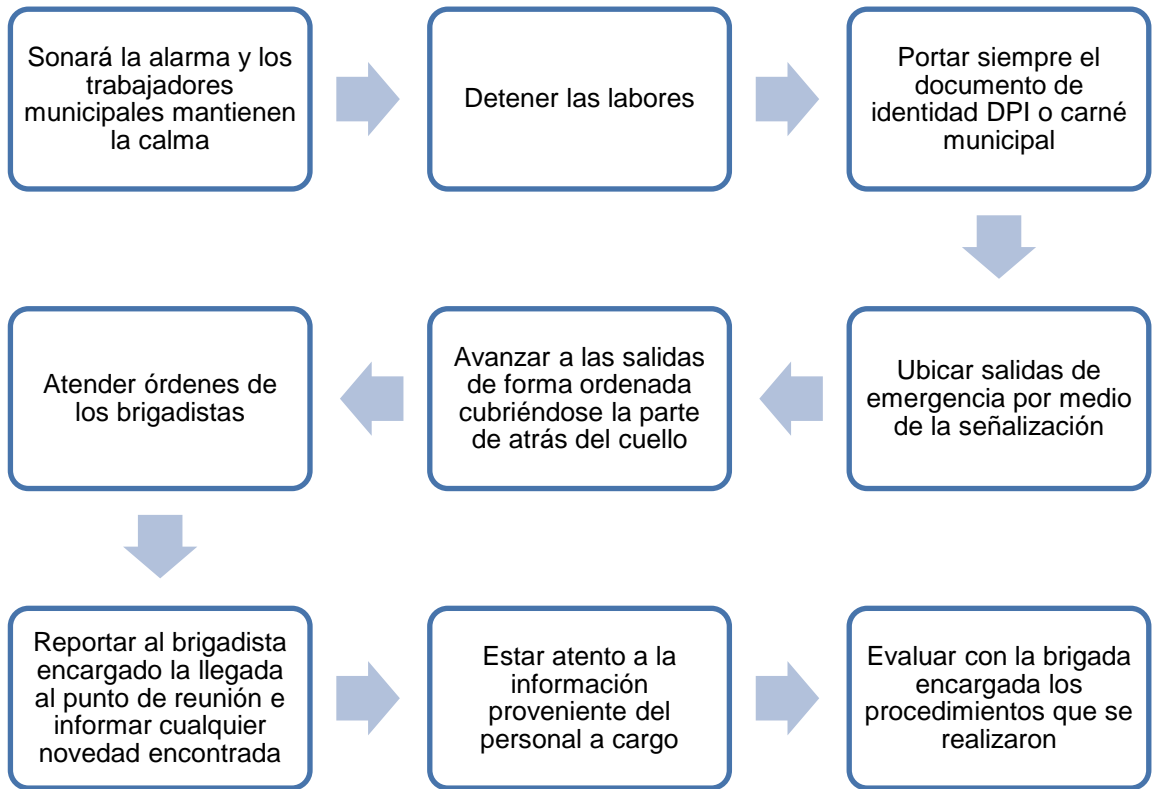 Sonará la alarma y los
trabajadores
municipales mantienen
la calma
Detener las labores
Portar siempre el
documento de
identidad DPI o carné
municipal
Ubicar salidas de
emergencia por medio
de la señalización
Avanzar a las salidas
de forma ordenada
cubriéndose la parte
de atrás del cuello
Atender órdenes de
los brigadistas
Reportar al brigadista
encargado la llegada
al punto de reunión e
informar cualquier
novedad encontrada
Estar atento a la
información
proveniente del
personal a cargo
Evaluar con la brigada
encargada los
procedimientos que se
realizaron